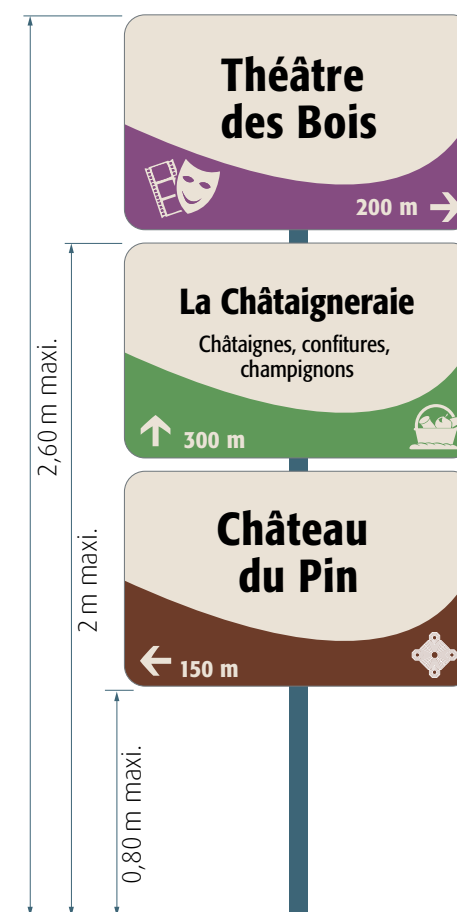 Théâtre
des Bois
200 m
La Châtaigneraie
Châtaignes, confitures,
champignons
300 m
Château
du Pin
150 m
2,60 m maxi.
2 m maxi.
0,80 m maxi.